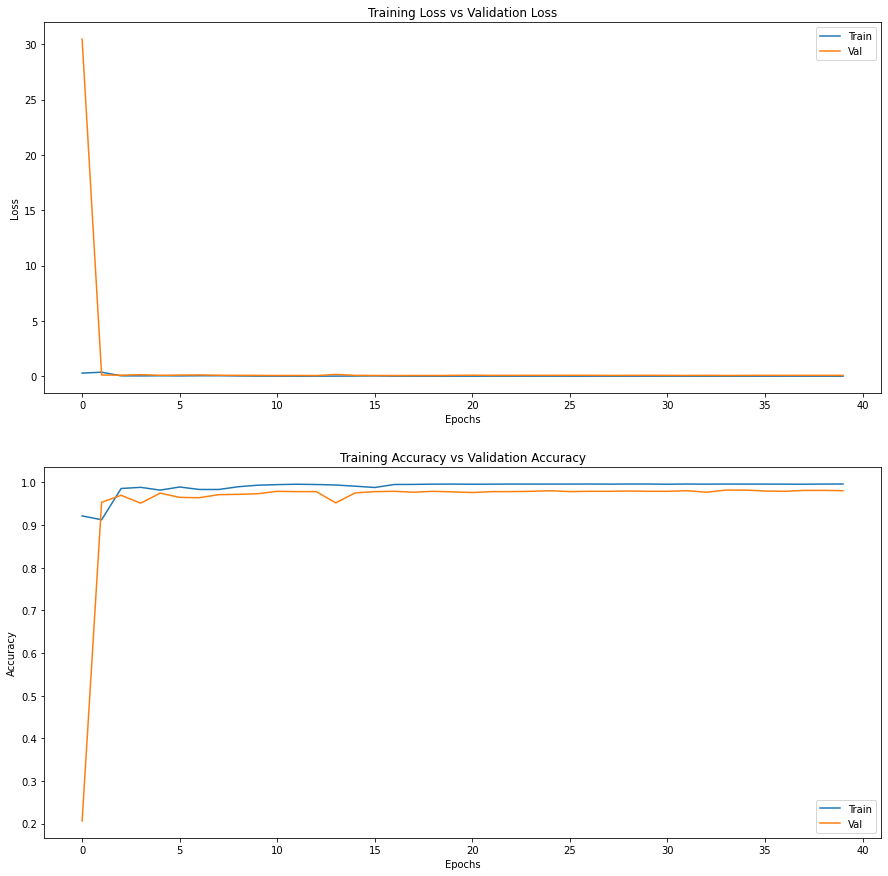 Training Loss vs Validation Loss
Train
Val
30
25
20
15
10
5
0
Loss
0 5 10 15 20 25 30 35 40
Epochs
Training Accuracy vs Validation Accuracy
1.0
0.9
0.8
0.7
0.6
0.5
0.4
0.3
0.2
Accuracy
Train
Val
0 5 10 15 20 25 30 35 40
Epochs